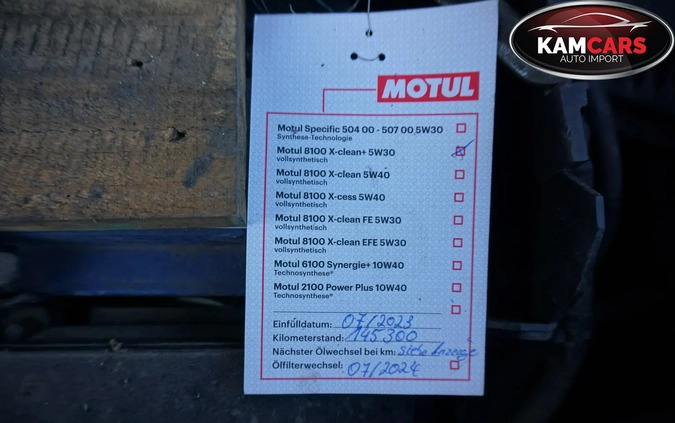 KAMCARS
AUTO IMPORT
MOTUL
Motul Specific 504 00 - 507 00 5W30
Synthese-Technologie
Motul 8100 X-clean+ 5W30
vollsynthetisch
Motul 8100 X-clean 5W40
vollsynthetisch
Motul 8100 X-cess 5W40
vollsynthetisch
Motul 8100 X-clean FE 5W30
vollsynthetisch
Motul 8100 X-clean EFE 5W30
vollsynthetisch
Motul 6100 Synergie+ 10W40
Technosynthese®
Motul 2100 Power Plus 10W40
Technosynthese®
Einfülldatum: 07/2023
Kilometerstand: 145300
Nächster Ölwechsel bei km: siehe Anzeige
Ölfilterwechsel: 07/2024